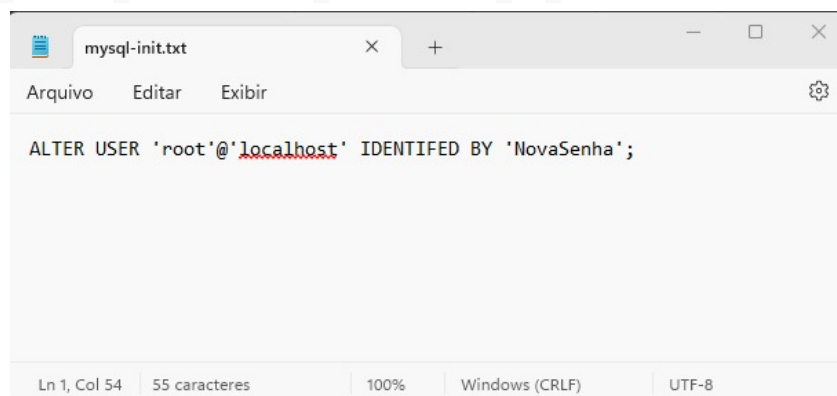 mysql-init.txt
Arquivo Editar Exibir
ALTER USER 'root'@'localhost' IDENTIFED BY 'NovaSenha';
Ln 1, Col 54 55 caracteres 100% Windows (CRLF) UTF-8